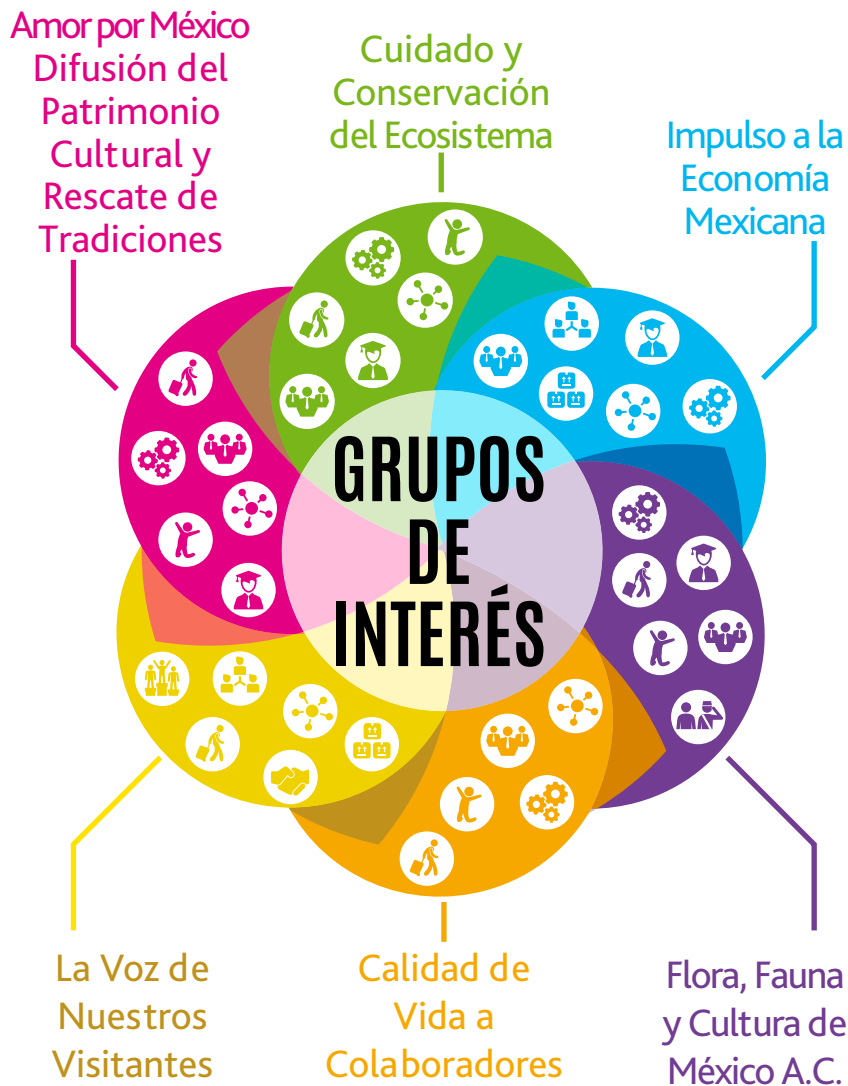 Amor por México
Difusión del
Patrimonio
Cultural y
Rescate de
Tradiciones
Cuidado y
Conservación
del Ecosistema
Impulso a la
Economía
Mexicana
GRUPOS
DE
INTERÉS
La Voz de
Nuestros
Visitantes
Calidad de
Vida a
Colaboradores
Flora, Fauna
y Cultura de
México A.C.